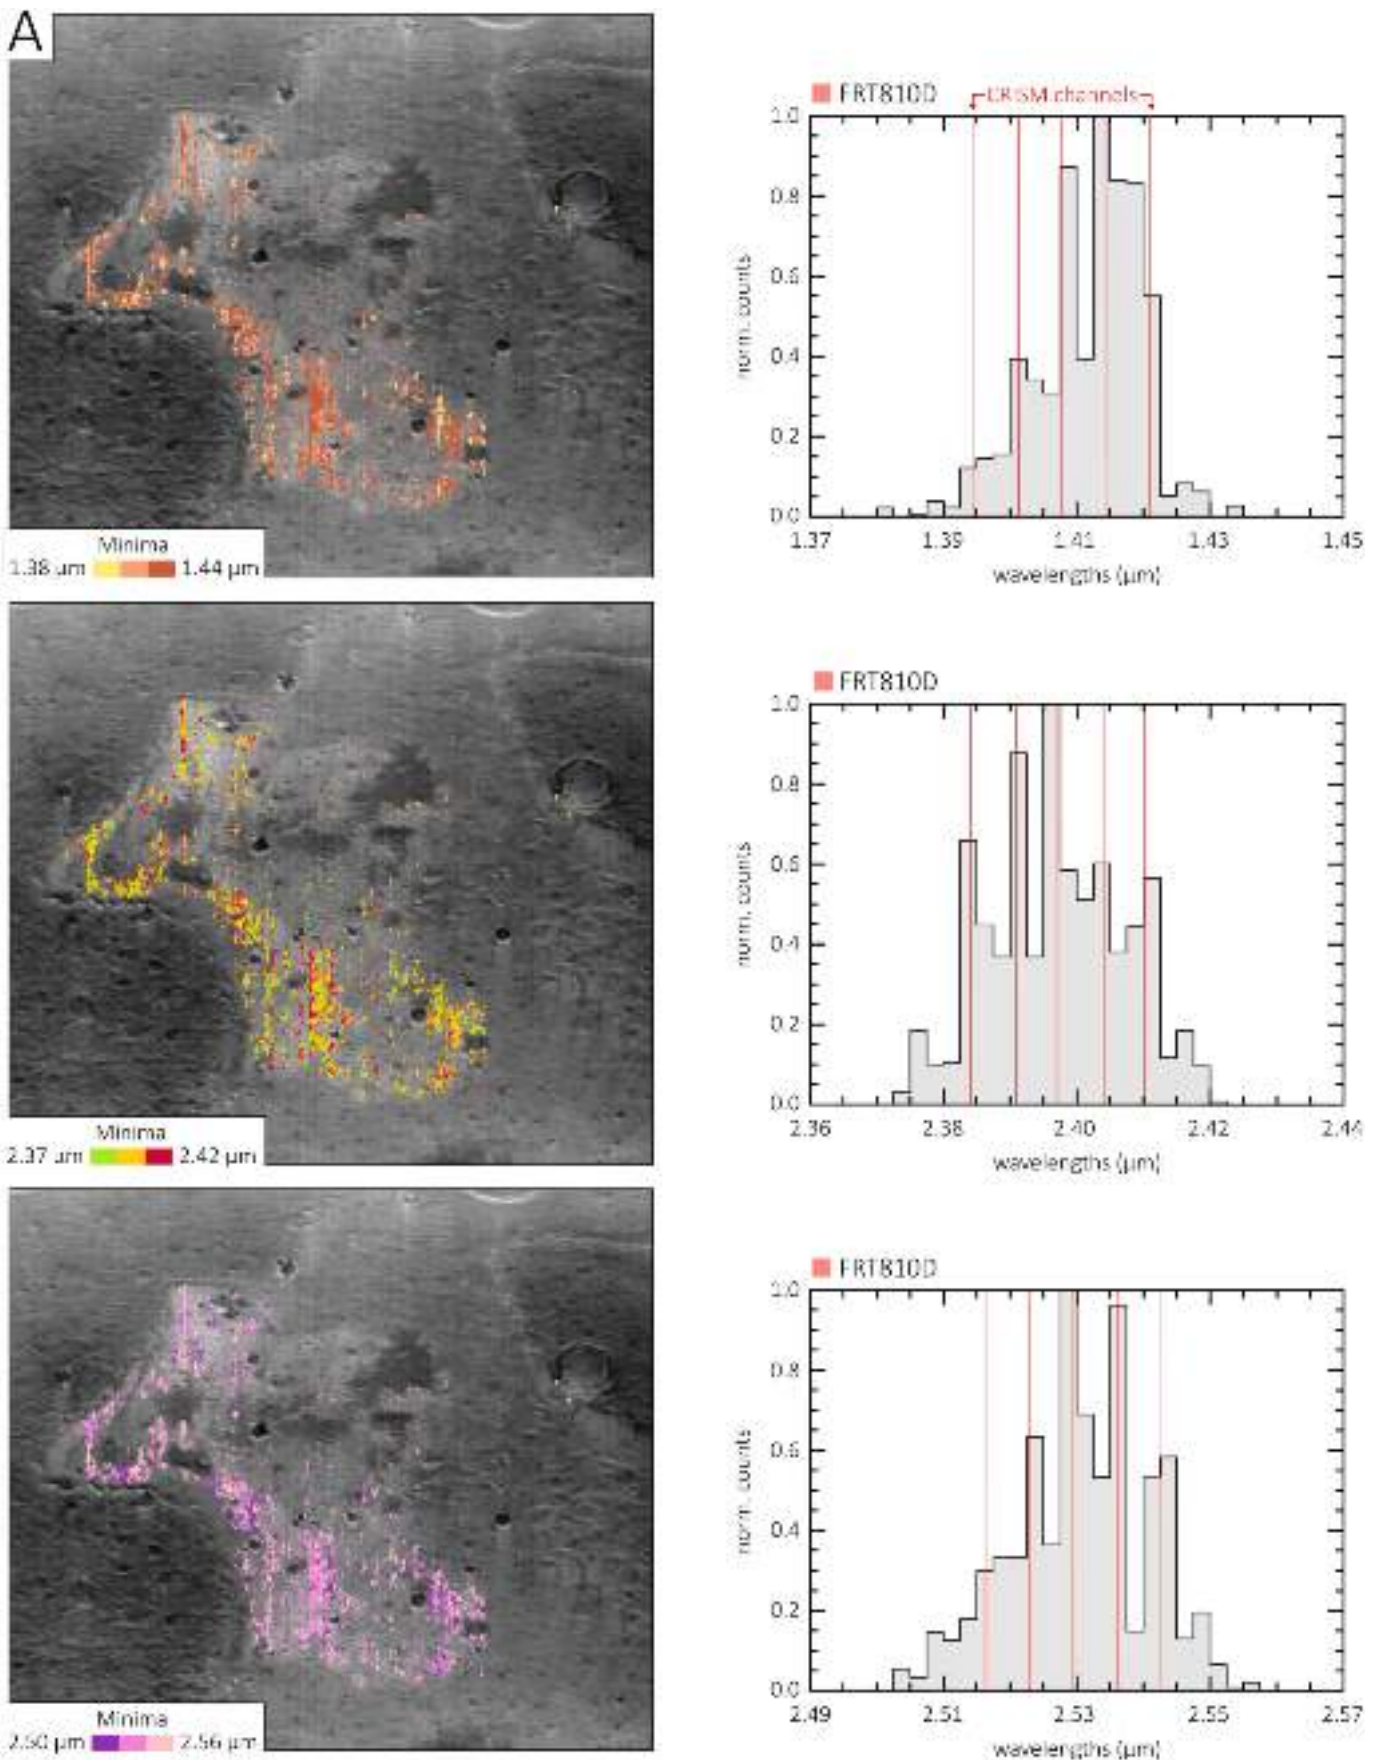 A
Minima
1.38 µm 1.44 µm
FRT810D
CRISM channels
1.0
0.8
0.6
0.4
0.2
0.0
norm. counts
1.37 1.39 1.41 1.43 1.45
wavelengths (µm)
Minima
2.37 µm 2.42 µm
FRT810D
1.0
0.8
0.6
0.4
0.2
0.0
norm. counts
2.36 2.38 2.40 2.42 2.44
wavelengths (µm)
Minima
2.50 µm 2.56 µm
FRT810D
1.0
0.8
0.6
0.4
0.2
0.0
norm. counts
2.49 2.51 2.53 2.55 2.57
wavelengths (µm)